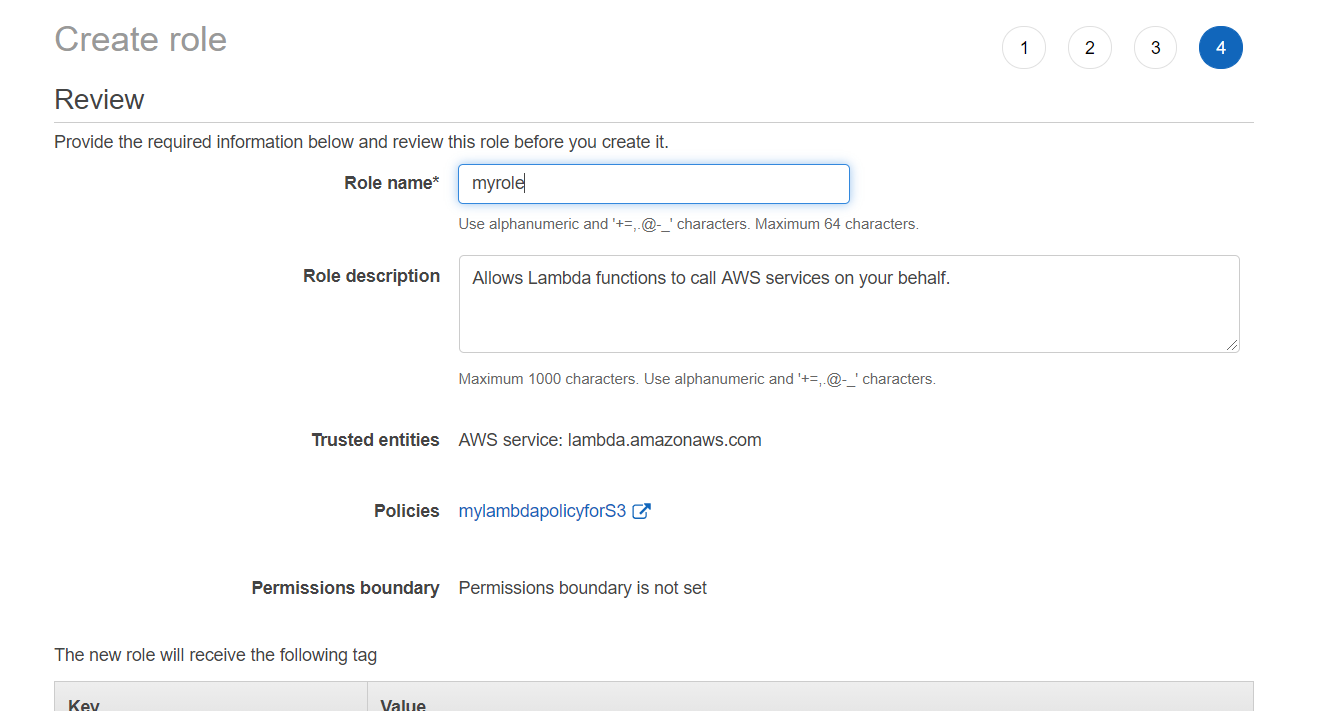 Create role
1 2 3 4
Review
Provide the required information below and review this role before you create it.
Role name* myrole
Use alphanumeric and '+=,.@-_' characters. Maximum 64 characters.
Role description Allows Lambda functions to call AWS services on your behalf.
Maximum 1000 characters. Use alphanumeric and '+=,.@-_' characters.
Trusted entities AWS service: lambda.amazonaws.com
Policies mylambdapolicyforS3
Permissions boundary Permissions boundary is not set
The new role will receive the following tag
Key Value